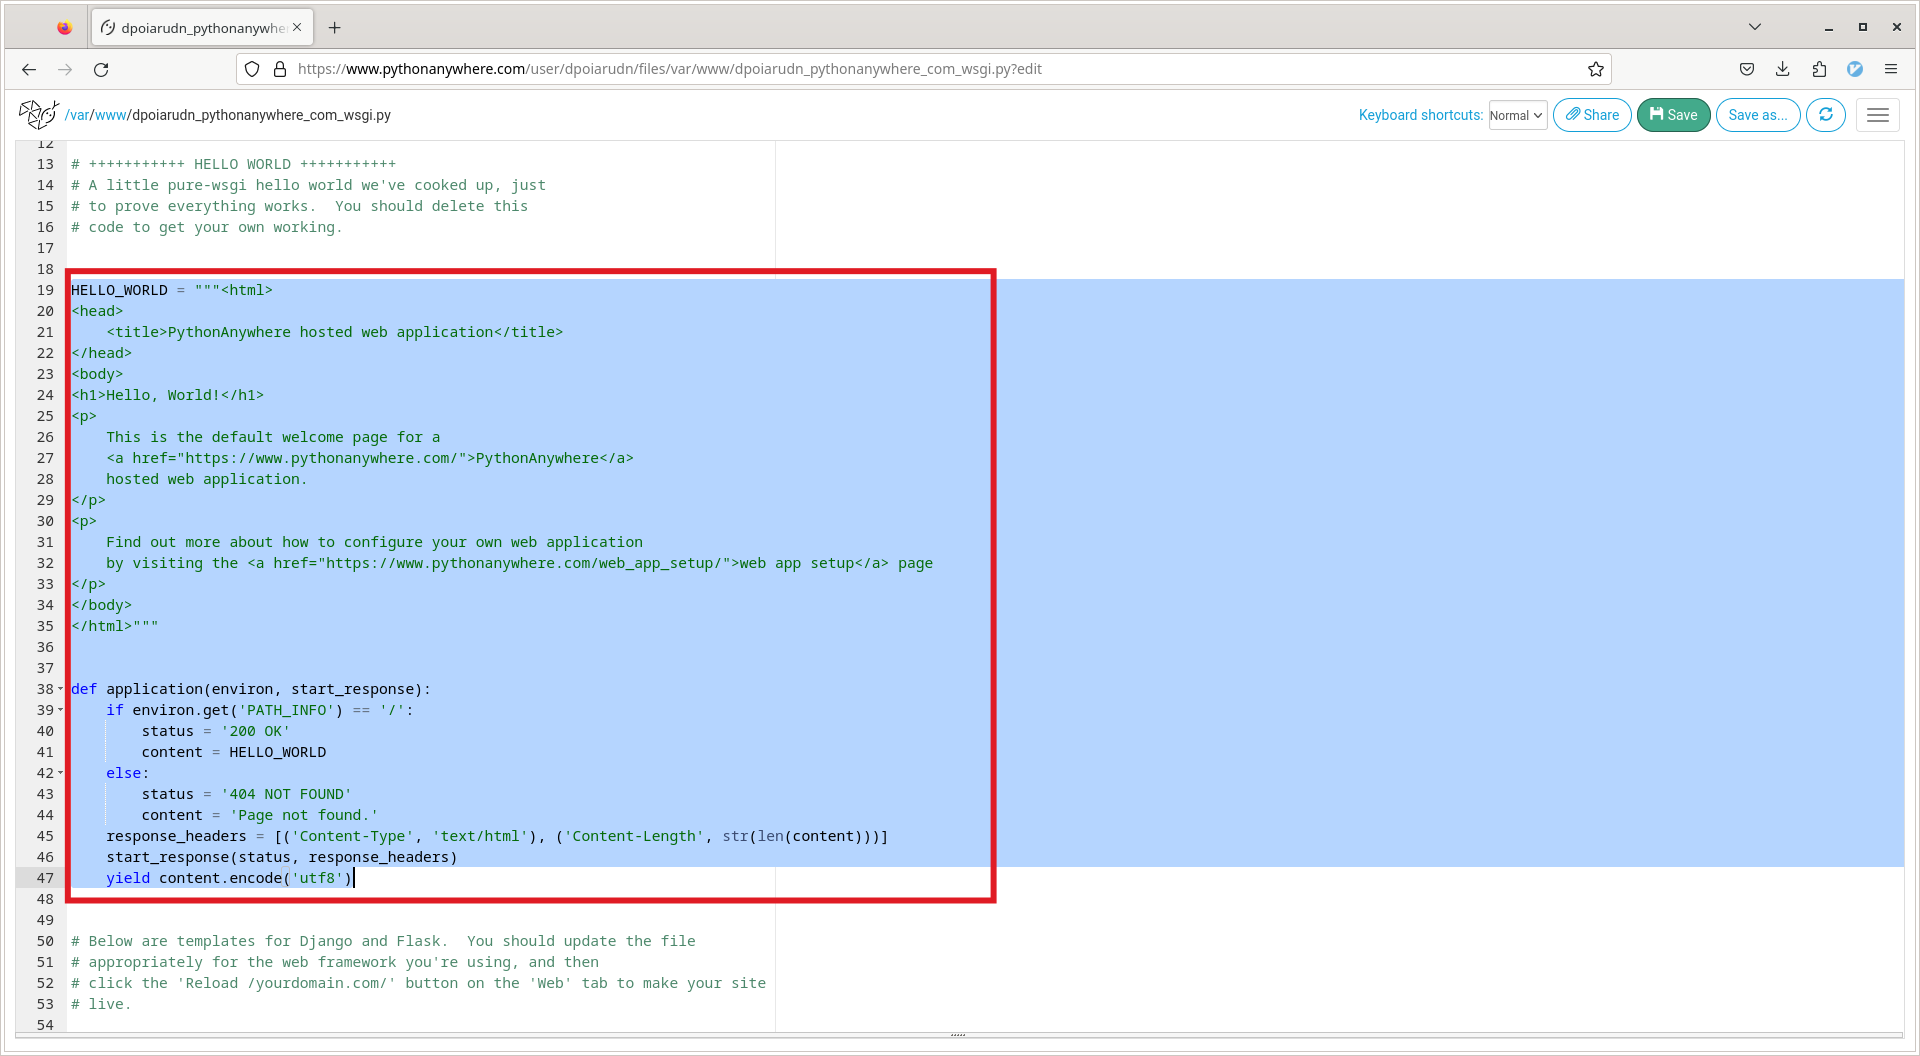 dpoiarudn_pythonanywhe
https://www.pythonanywhere.com/user/dpoiarudn/files/var/www/dpoiarudn_pythonanywhere_com_wsgi.py?edit
/var/www/dpoiarudn_pythonanywhere_com_wsgi.py
Keyboard shortcuts: Normal Share Save Save as...
12
13 # +++++++++++ HELLO WORLD +++++++++++
14 # A little pure-wsgi hello world we've cooked up, just
15 # to prove everything works.  You should delete this
16 # code to get your own working.
17
18
19 HELLO_WORLD = """<html>
20 <head>
21     <title>PythonAnywhere hosted web application</title>
22 </head>
23 <body>
24 <h1>Hello, World!</h1>
25 <p>
26     This is the default welcome page for a
27     <a href="https://www.pythonanywhere.com/">PythonAnywhere</a>
28     hosted web application.
29 </p>
30 <p>
31     Find out more about how to configure your own web application
32     by visiting the <a href="https://www.pythonanywhere.com/web_app_setup/">web app setup</a> page
33 </p>
34 </body>
35 </html>"""
36
37
38 def application(environ, start_response):
39     if environ.get('PATH_INFO') == '/':
40         status = '200 OK'
41         content = HELLO_WORLD
42     else:
43         status = '404 NOT FOUND'
44         content = 'Page not found.'
45     response_headers = [('Content-Type', 'text/html'), ('Content-Length', str(len(content)))]
46     start_response(status, response_headers)
47     yield content.encode('utf8')
48
49
50 # Below are templates for Django and Flask.  You should update the file
51 # appropriately for the web framework you're using, and then
52 # click the 'Reload /yourdomain.com/' button on the 'Web' tab to make your site
53 # live.
54